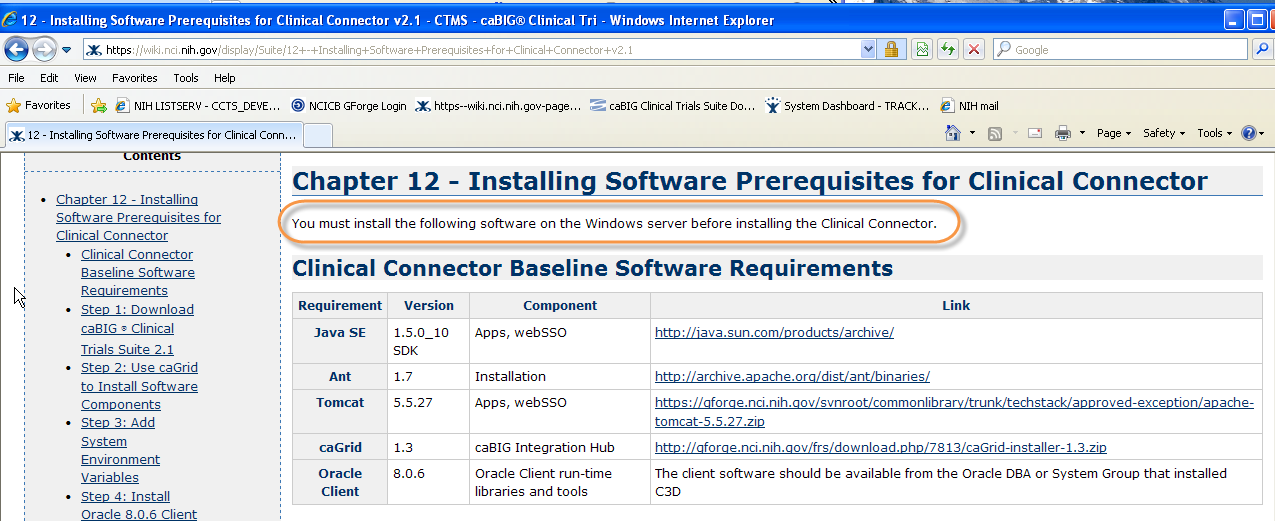 12 - Installing Software Prerequisites for Clinical Connector v2.1 - CTMS - caBIG® Clinical Tri - Windows Internet Explorer
https://wiki.nci.nih.gov/display/Suite/12+-+Installing+Software+Prerequisites+for+Clinical+Connector+v2.1
Google
File Edit View Favorites Tools Help
Favorites NIH LISTSERV - CCTS_DEVE... NCICB GForge Login https--wiki.nci.nih.gov-page... caBIG Clinical Trials Suite Do... System Dashboard - TRACK... NIH mail
12 - Installing Software Prerequisites for Clinical Conn...
Page Safety Tools
Contents
Chapter 12 - Installing
Software Prerequisites for
Clinical Connector
Clinical Connector
Baseline Software
Requirements
Step 1: Download
caBIG ® Clinical
Trials Suite 2.1
Step 2: Use caGrid
to Install Software
Components
Step 3: Add
System
Environment
Variables
Step 4: Install
Oracle 8.0.6 Client
Chapter 12 - Installing Software Prerequisites for Clinical Connector
You must install the following software on the Windows server before installing the Clinical Connector.
Clinical Connector Baseline Software Requirements
Requirement Version Component Link
Java SE 1.5.0_10 Apps, webSSO http://java.sun.com/products/archive/
SDK
Ant 1.7 Installation http://archive.apache.org/dist/ant/binaries/
Tomcat 5.5.27 Apps, webSSO https://gforge.nci.nih.gov/svnroot/commonlibrary/trunk/techstack/approved-exception/apache-
tomcat-5.5.27.zip
caGrid 1.3 caBIG Integration Hub http://gforge.nci.nih.gov/frs/download.php/7813/caGrid-installer-1.3.zip
Oracle 8.0.6 Oracle Client run-time The client software should be available from the Oracle DBA or System Group that installed
Client libraries and tools C3D